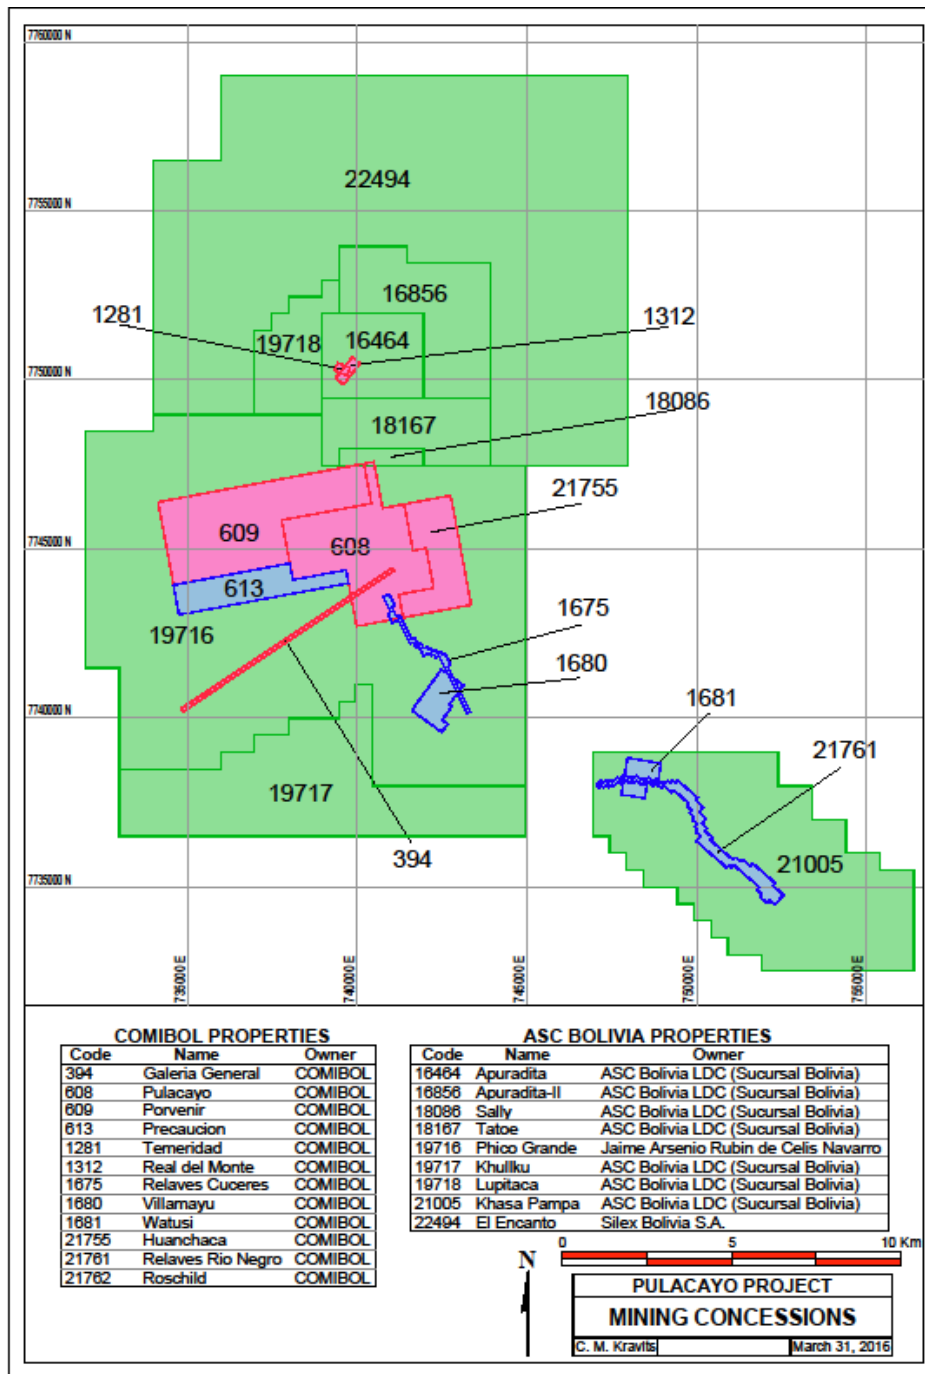 7760000 N
22494
7755000 N
16856
1281
1312
19718
16464
7750000 N
18167
18086
21755
609
608
7745000 N
613
1675
19716
1680
1681
7740000 N
21761
19717
394
21005
7735000 N
735000 E
740000 E
745000 E
750000 E
755000 E
COMIBOL PROPERTIES
Code Name Owner
394 Galeria General COMIBOL
608 Pulacayo COMIBOL
609 Porvenir COMIBOL
613 Precaucion COMIBOL
1281 Temeridad COMIBOL
1312 Real del Monte COMIBOL
1675 Relaves Cuceres COMIBOL
1680 Villamayu COMIBOL
1681 Watusi COMIBOL
21755 Huanchaca COMIBOL
21761 Relaves Rio Negro COMIBOL
21762 Roschild COMIBOL
ASC BOLIVIA PROPERTIES
Code Name Owner
16464 Apuradita ASC Bolivia LDC (Sucursal Bolivia)
16856 Apuradita-II ASC Bolivia LDC (Sucursal Bolivia)
18086 Sally ASC Bolivia LDC (Sucursal Bolivia)
18167 Tatoe ASC Bolivia LDC (Sucursal Bolivia)
19716 Phico Grande Jaime Arsenio Rubin de Celis Navarro
19717 Khullku ASC Bolivia LDC (Sucursal Bolivia)
19718 Lupitaca ASC Bolivia LDC (Sucursal Bolivia)
21005 Khasa Pampa ASC Bolivia LDC (Sucursal Bolivia)
22494 El Encanto Silex Bolivia S.A.
0 5 10 Km
N
PULACAYO PROJECT
MINING CONCESSIONS
C. M. Kravits March 31, 2016